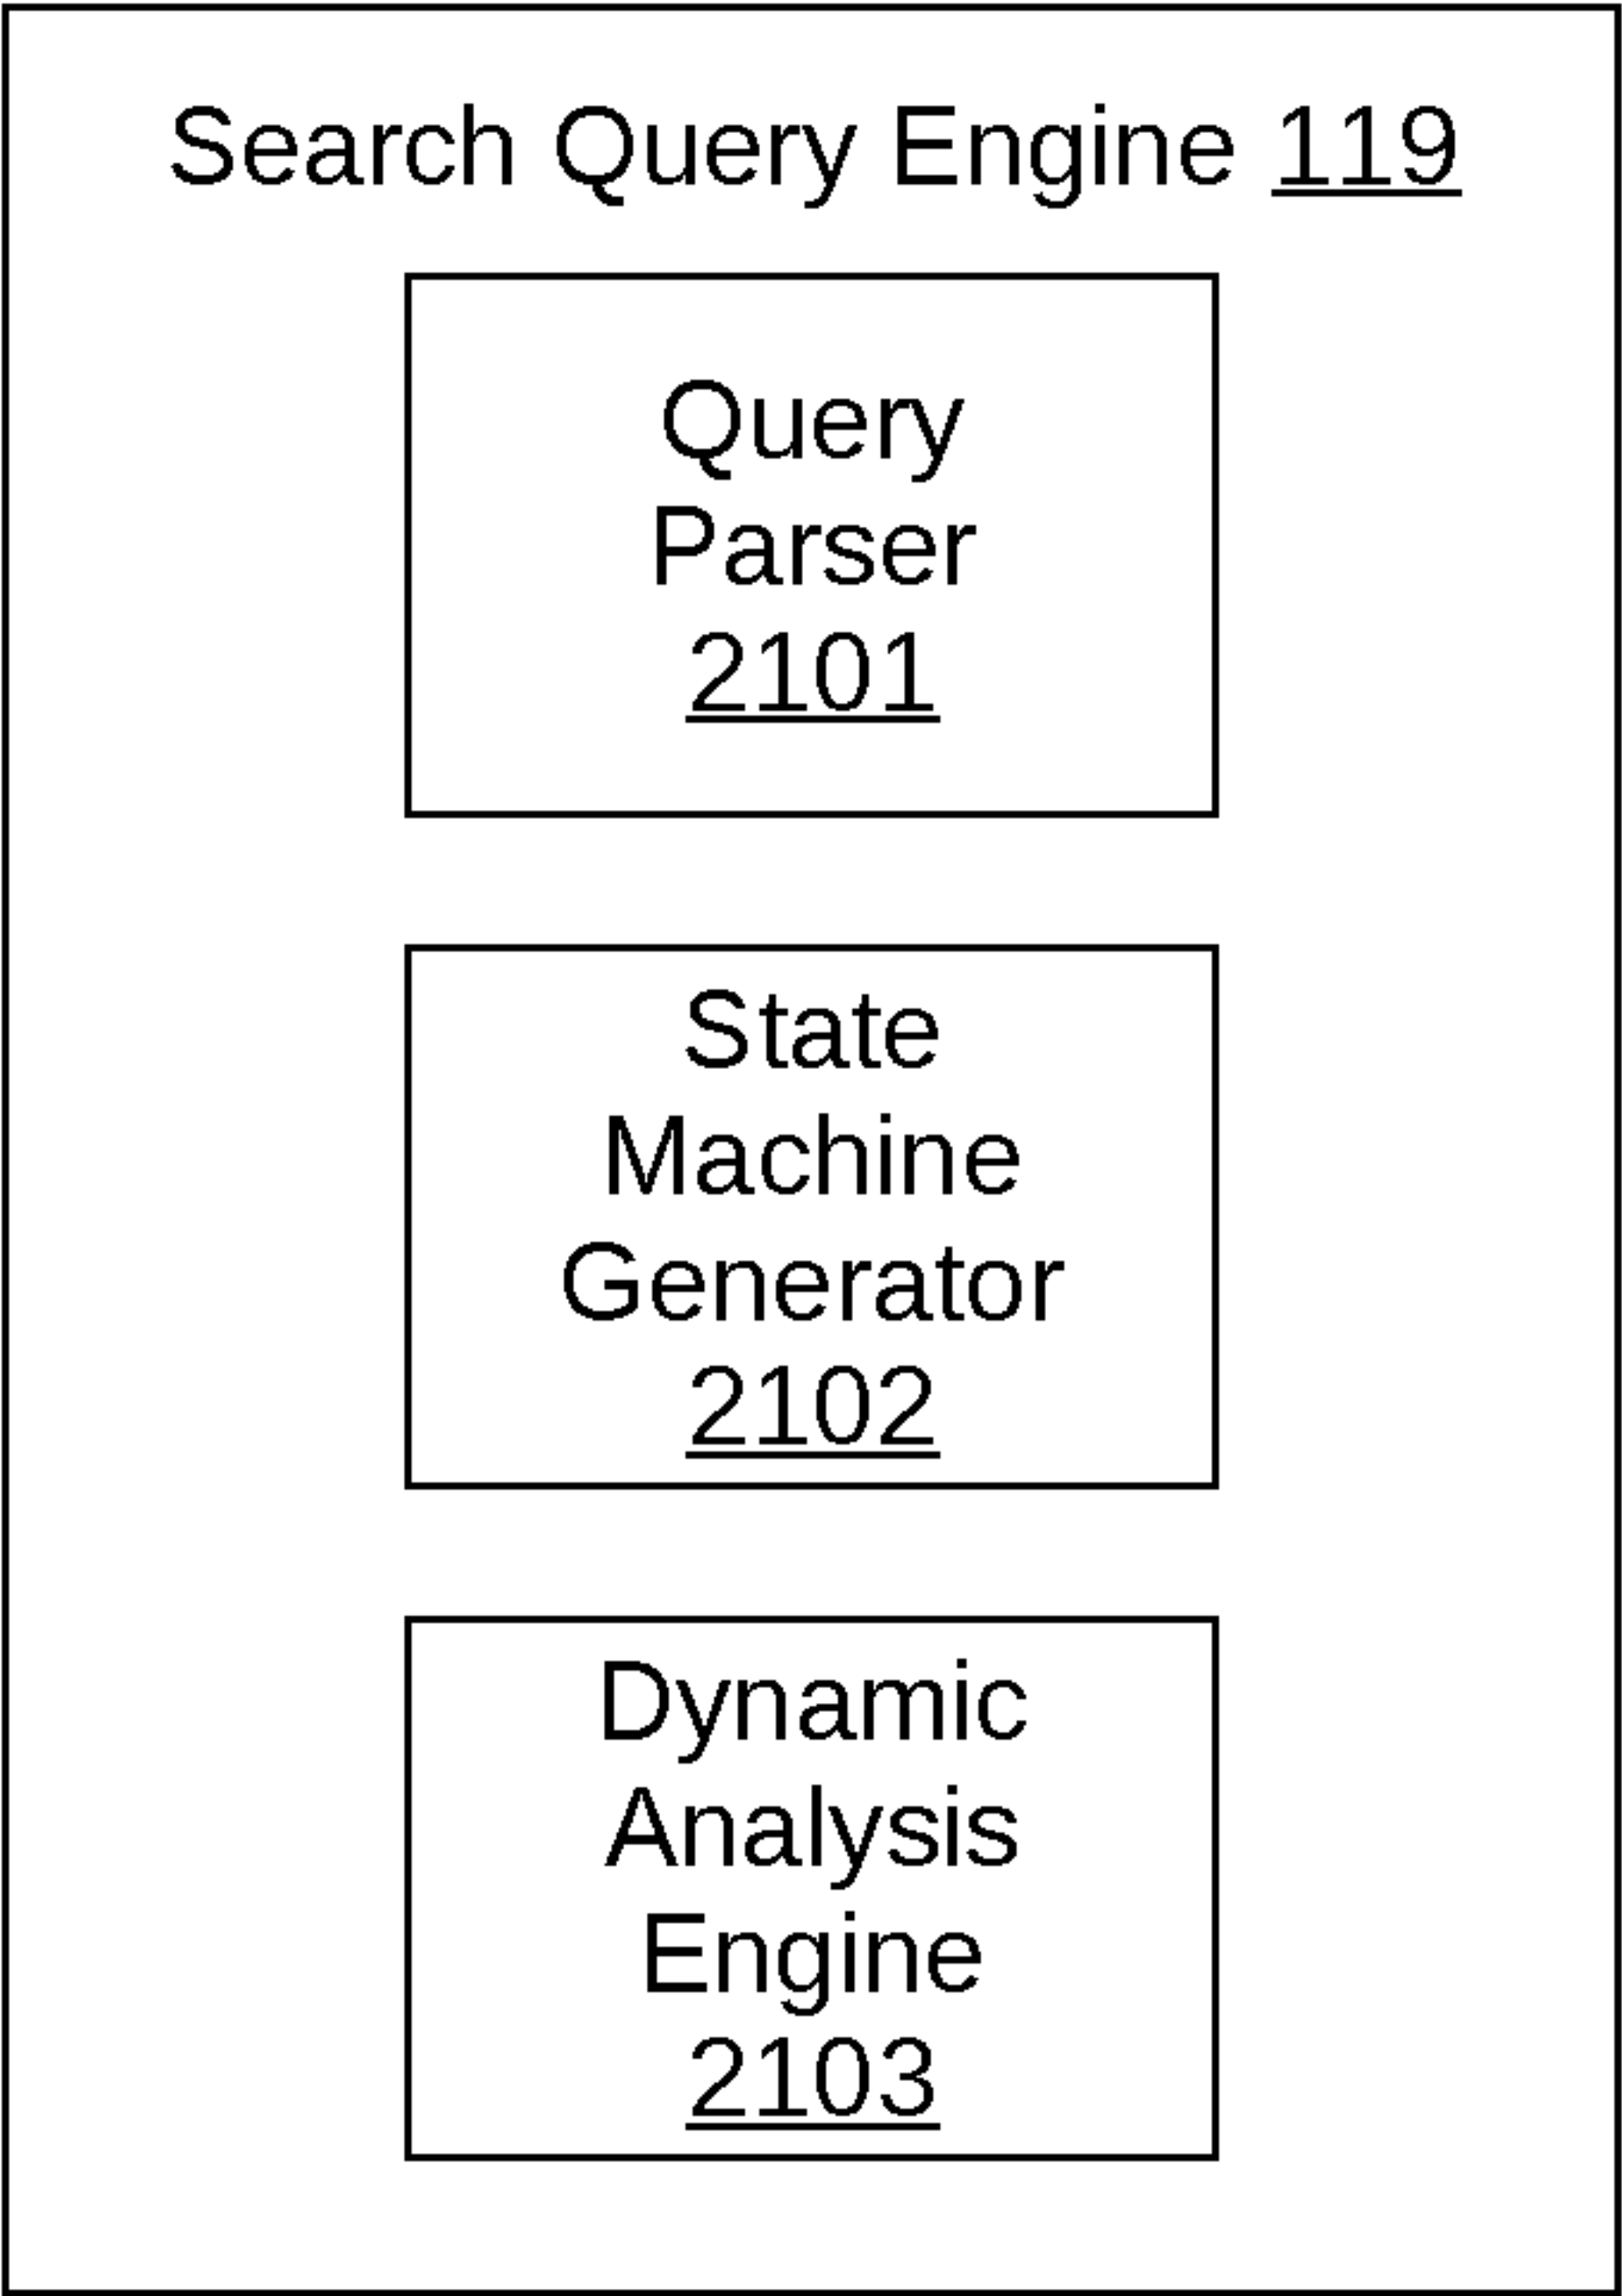 Search Query Engine 119
Query
Parser
2101
State
Machine
Generator
2102
Dynamic
Analysis
Engine
2103